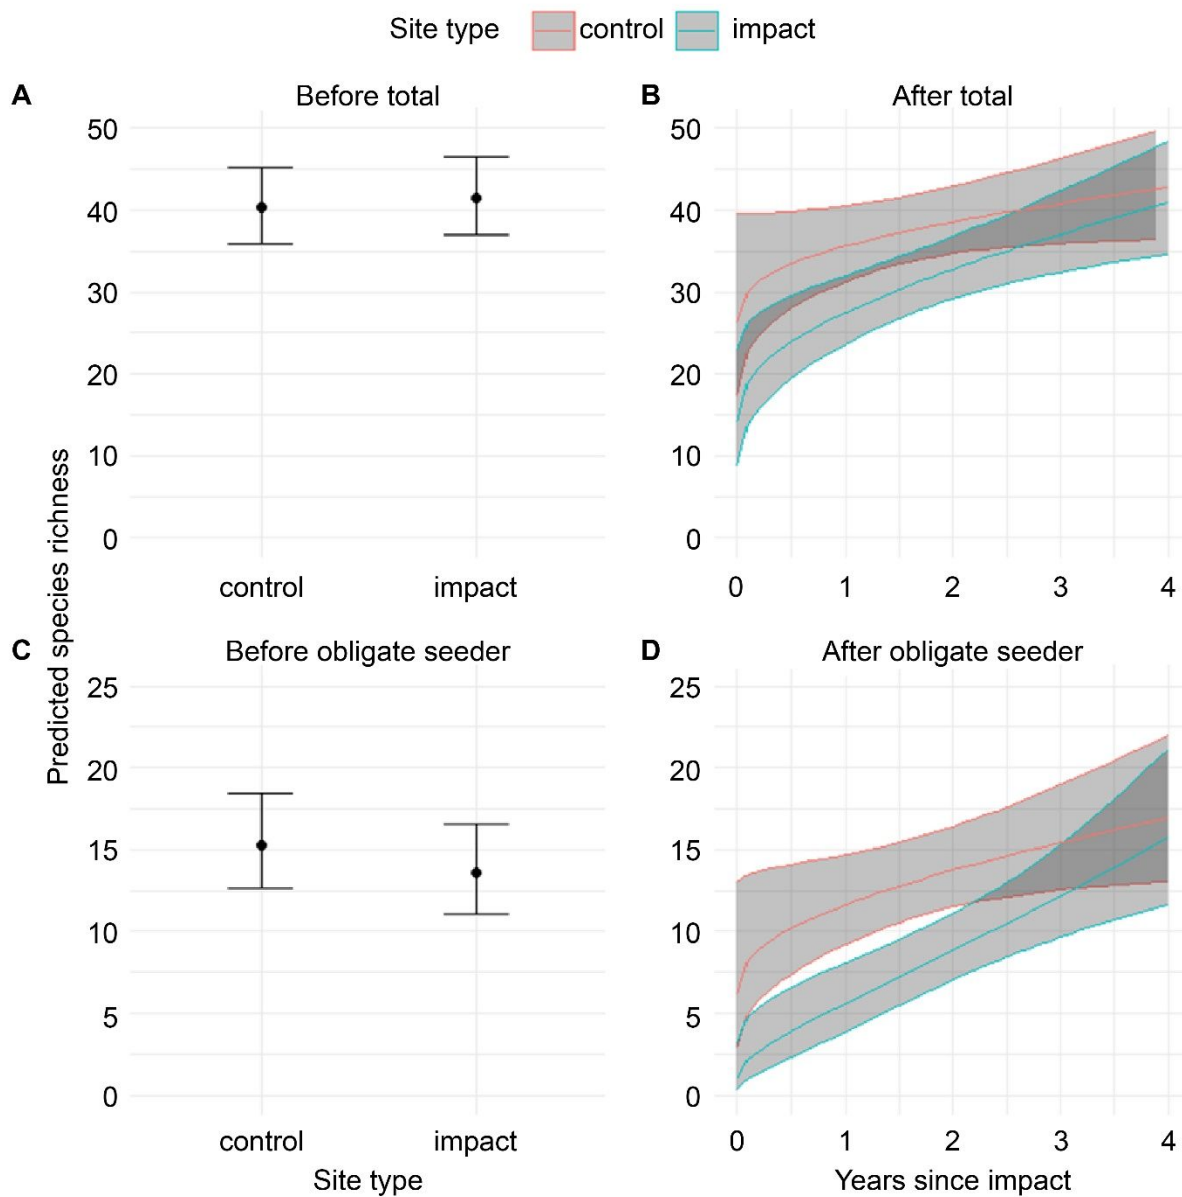 Site type control impact
A Before total
50
40
30
20
10
0
control impact
B After total
50
40
30
20
10
0
0 1 2 3 4
Predicted species richness
C Before obligate seeder
25
20
15
10
5
0
control impact
Site type
D After obligate seeder
25
20
15
10
5
0
0 1 2 3 4
Years since impact